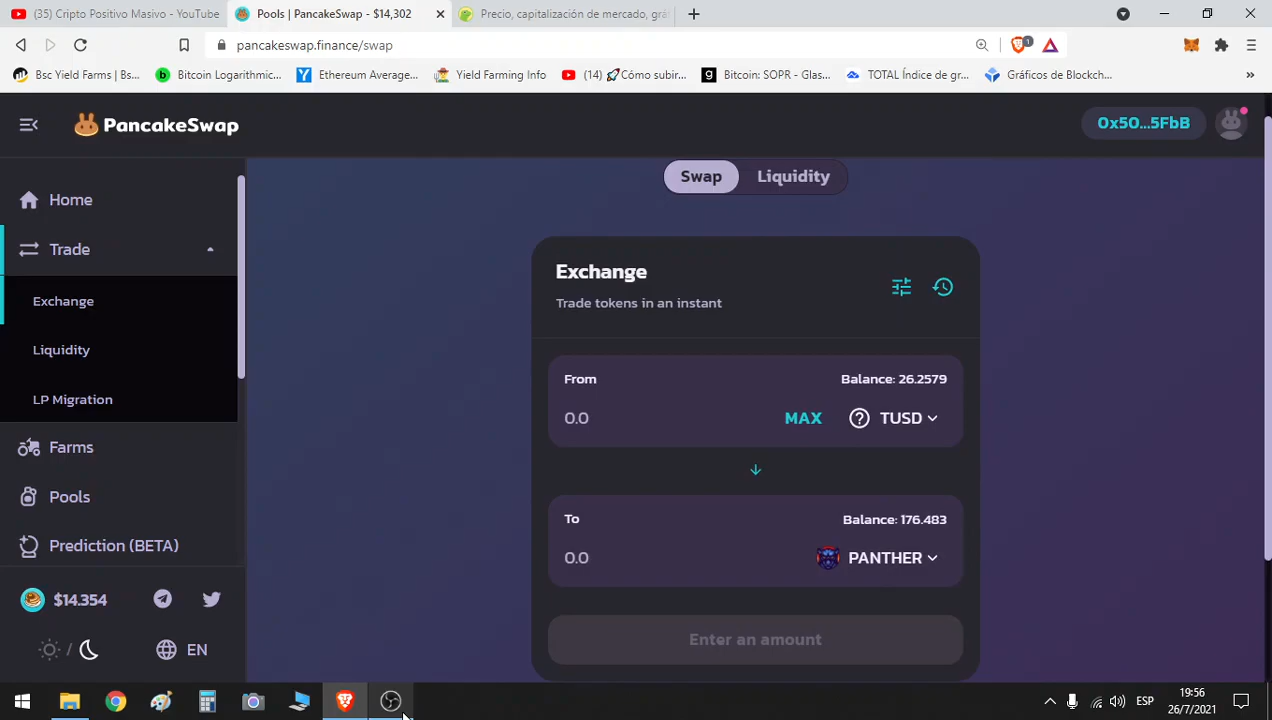 (35) Cripto Positivo Masivo - YouTube
Pools | PancakeSwap - $14,302
Precio, capitalización de mercado, grá
pancakeswap.finance/swap
1
Bsc Yield Farms | Bs...
Bitcoin Logarithmic...
Ethereum Average...
Yield Farming Info
(14) 🚀Cómo subir...
Bitcoin: SOPR - Glas...
TOTAL Índice de gr...
Gráficos de Blockch...
PancakeSwap
0x50...5FbB
Swap
Liquidity
Home
Trade
Exchange
Liquidity
LP Migration
Farms
Pools
Prediction (BETA)
$14.354
/
EN
Exchange
Trade tokens in an instant
From
Balance: 26.2579
0.0
MAX
TUSD
To
Balance: 176.483
0.0
PANTHER
Enter an amount
ESP
19:56
26/7/2021